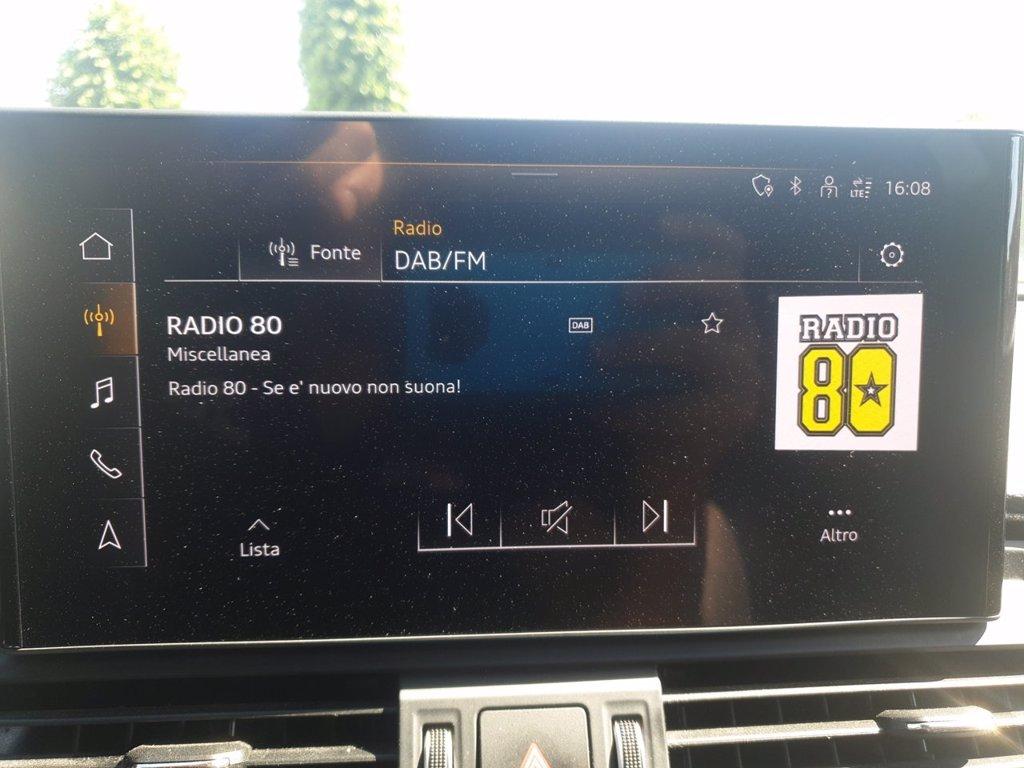 LTE
16:08
Fonte
Radio
DAB/FM
RADIO 80
DAB
Miscellanea
Radio 80 - Se e' nuovo non suona!
RADIO
80
Lista
Altro